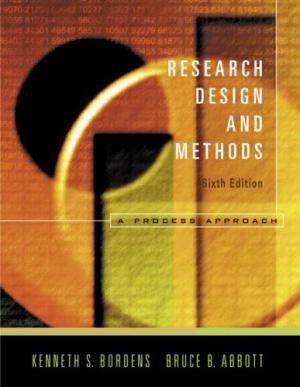 RESEARCH
DESIGN
AND
METHODS
Sixth Edition
A PROCESS APPROACH
KENNETH S. BORDENS BRUCE B. ABBOTT